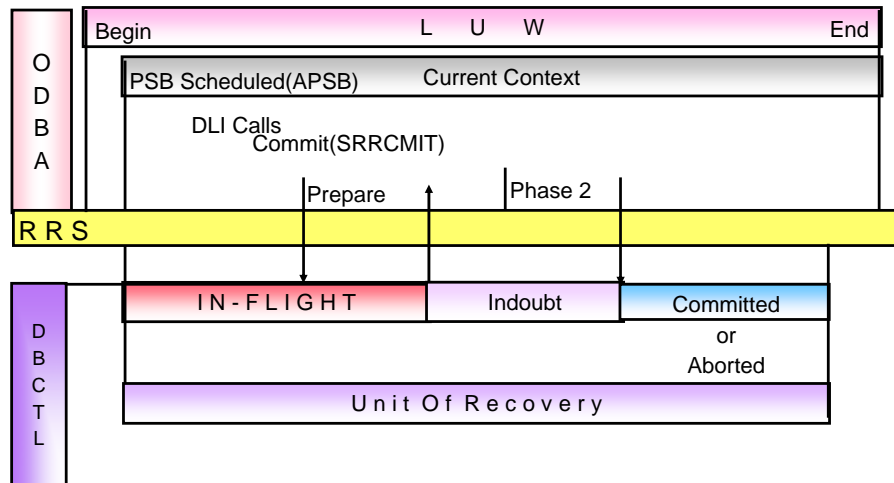 Begin L U W End
O D B A
PSB Scheduled(APSB) Current Context
DLI Calls
Commit(SRRCMIT)
Prepare Phase 2
R R S
I N - F L I G H T Indoubt Committed
or
Aborted
D B C T L
U n i t O f R e c o v e r y